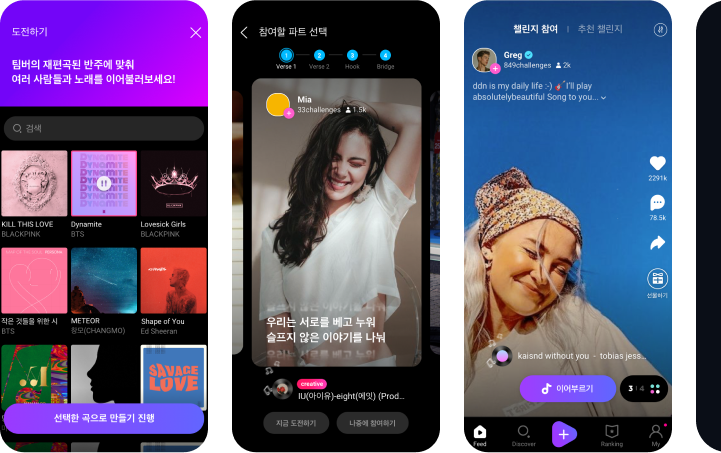 도전하기
팀버의 재편곡된 반주에 맞춰
여러 사람들과 노래를 이어불러보세요!
검색
KILL THIS LOVE
BLACKPINK
Dynamite
BTS
Lovesick Girls
BLACKPINK
작은 것들을 위한 시
BTS
METEOR
창모(CHANGMO)
Shape of You
Ed Sheeran
SAVAGE
LOVE
선택한 곡으로 만들기 진행
참여할 파트 선택
1
2
3
4
Verse 1
Verse 2
Hook
Bridge
Mia
33challenges 1.5k
우리는 서로를 베고 누워
슬프지 않은 이야기를 나눠
creative
IU(아이유)-eight(에잇) (Prod...
지금 도전하기
나중에 참여하기
챌린지 참여 | 추천 챌린지
Greg
849challenges 2k
ddn is my daily life :-) I'll play
absolutelybeautiful Song to you...
2291k
78.5k
선물하기
kaisnd without you - tobias jess...
이어부르기
3 | 4
Feed
Discover
Ranking
My